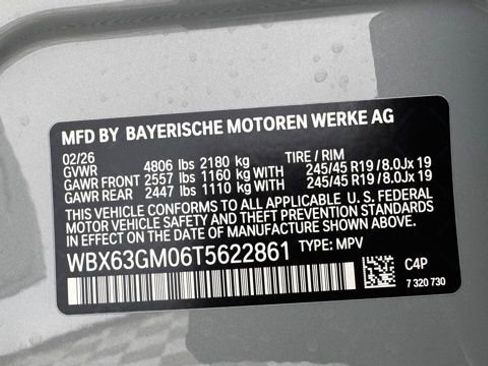 MFD BY BAYERISCHE MOTOREN WERKE AG
02/26
GVWR 4806 lbs 2180 kg TIRE / RIM
GAWR FRONT 2557 lbs 1160 kg WITH 245/45 R19 / 8.0Jx 19
GAWR REAR 2447 lbs 1110 kg WITH 245/45 R19 / 8.0Jx 19
THIS VEHICLE CONFORMS TO ALL APPLICABLE U. S. FEDERAL
MOTOR VEHICLE SAFETY AND THEFT PREVENTION STANDARDS
IN EFFECT ON THE DATE OF MANUFACTURE SHOWN ABOVE.
WBX63GM06T5622861 TYPE: MPV
C4P
7 320 730